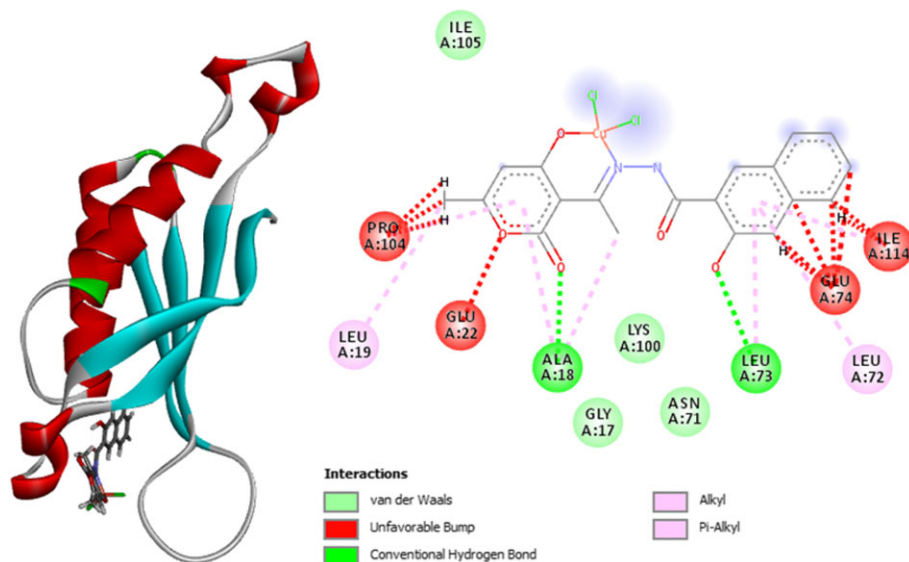 ILE
A:105
Cl
Cl
O
Cu
N
N
H
H
O
O
O
O
H
H
PRO
A:104
ILE
A:114
GLU
A:74
GLU
A:22
LEU
A:19
LYS
A:100
ALA
A:18
LEU
A:73
LEU
A:72
GLY
A:17
ASN
A:71
Interactions
van der Waals
Unfavorable Bump
Conventional Hydrogen Bond
Alkyl
Pi-Alkyl